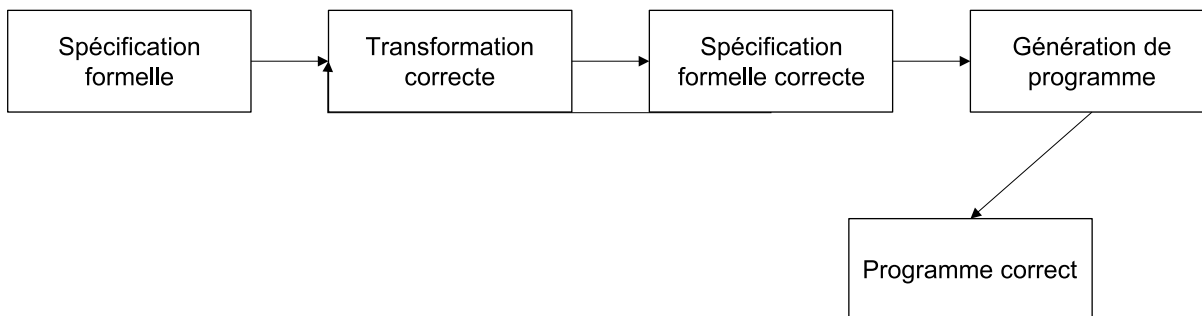 Spécification
formelle
Transformation
correcte
Spécification
formelle correcte
Génération de
programme
Programme correct